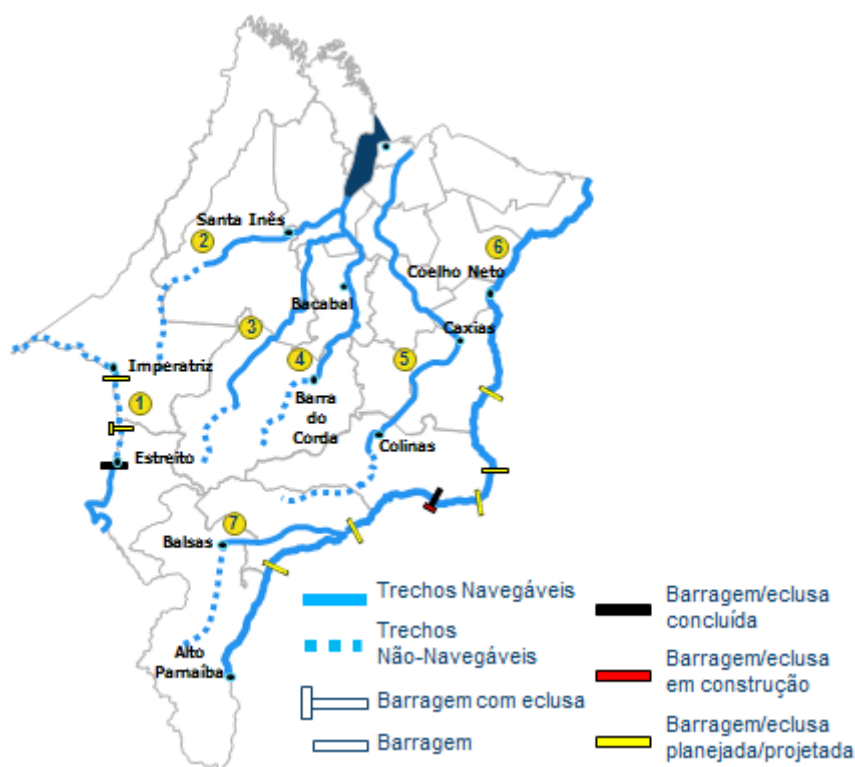 Santa Inês
2
6
Coelho Neto
Bacabal
3
Caxias
4
5
Imperatriz
1
Barra
do
Corda
Colinas
Estreito
7
Balsas
Alto
Parnaíba
Trechos Navegáveis
Trechos
Não-Navegáveis
Barragem com eclusa
Barragem
Barragem/eclusa
concluída
Barragem/eclusa
em construção
Barragem/eclusa
planejada/projetada